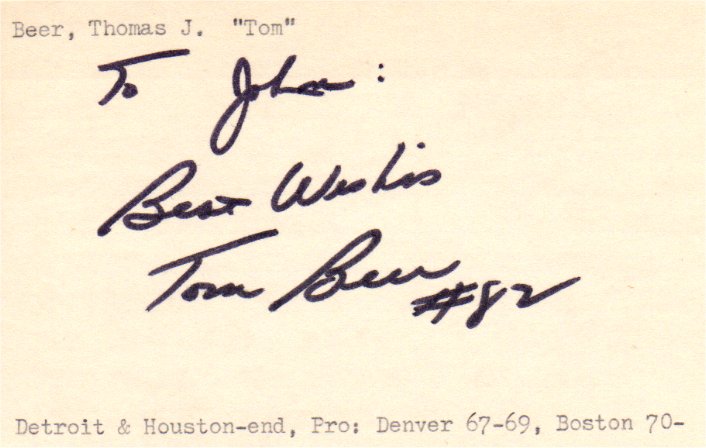 Beer, Thomas J. "Tom"
To John:
Best Wishes
Tom Beer
#82
Detroit & Houston-end, Pro: Denver 67-69, Boston 70-